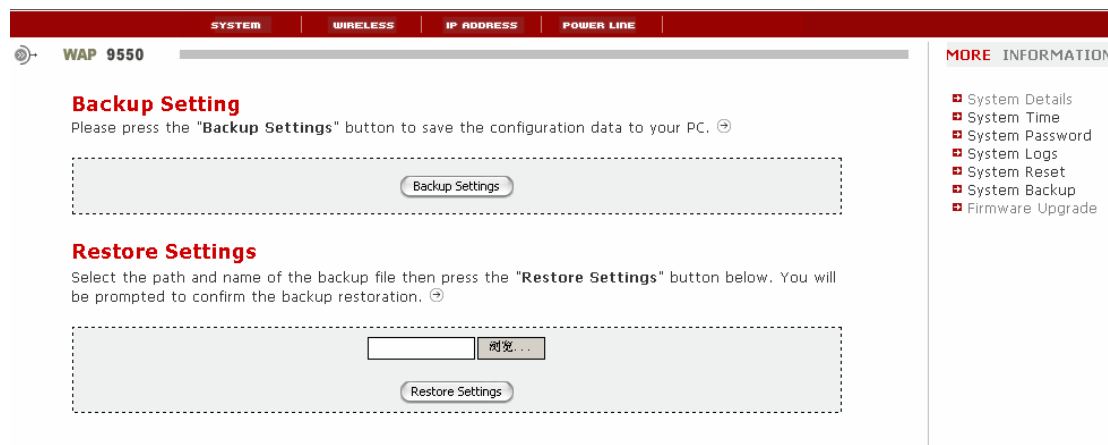 SYSTEM WIRELESS IP ADDRESS POWER LINE
WAP 9550
Backup Setting
Please press the "Backup Settings" button to save the configuration data to your PC.
Backup Settings
Restore Settings
Select the path and name of the backup file then press the "Restore Settings" button below. You will
be prompted to confirm the backup restoration.
浏览...
Restore Settings
MORE INFORMATION
System Details
System Time
System Password
System Logs
System Reset
System Backup
Firmware Upgrade